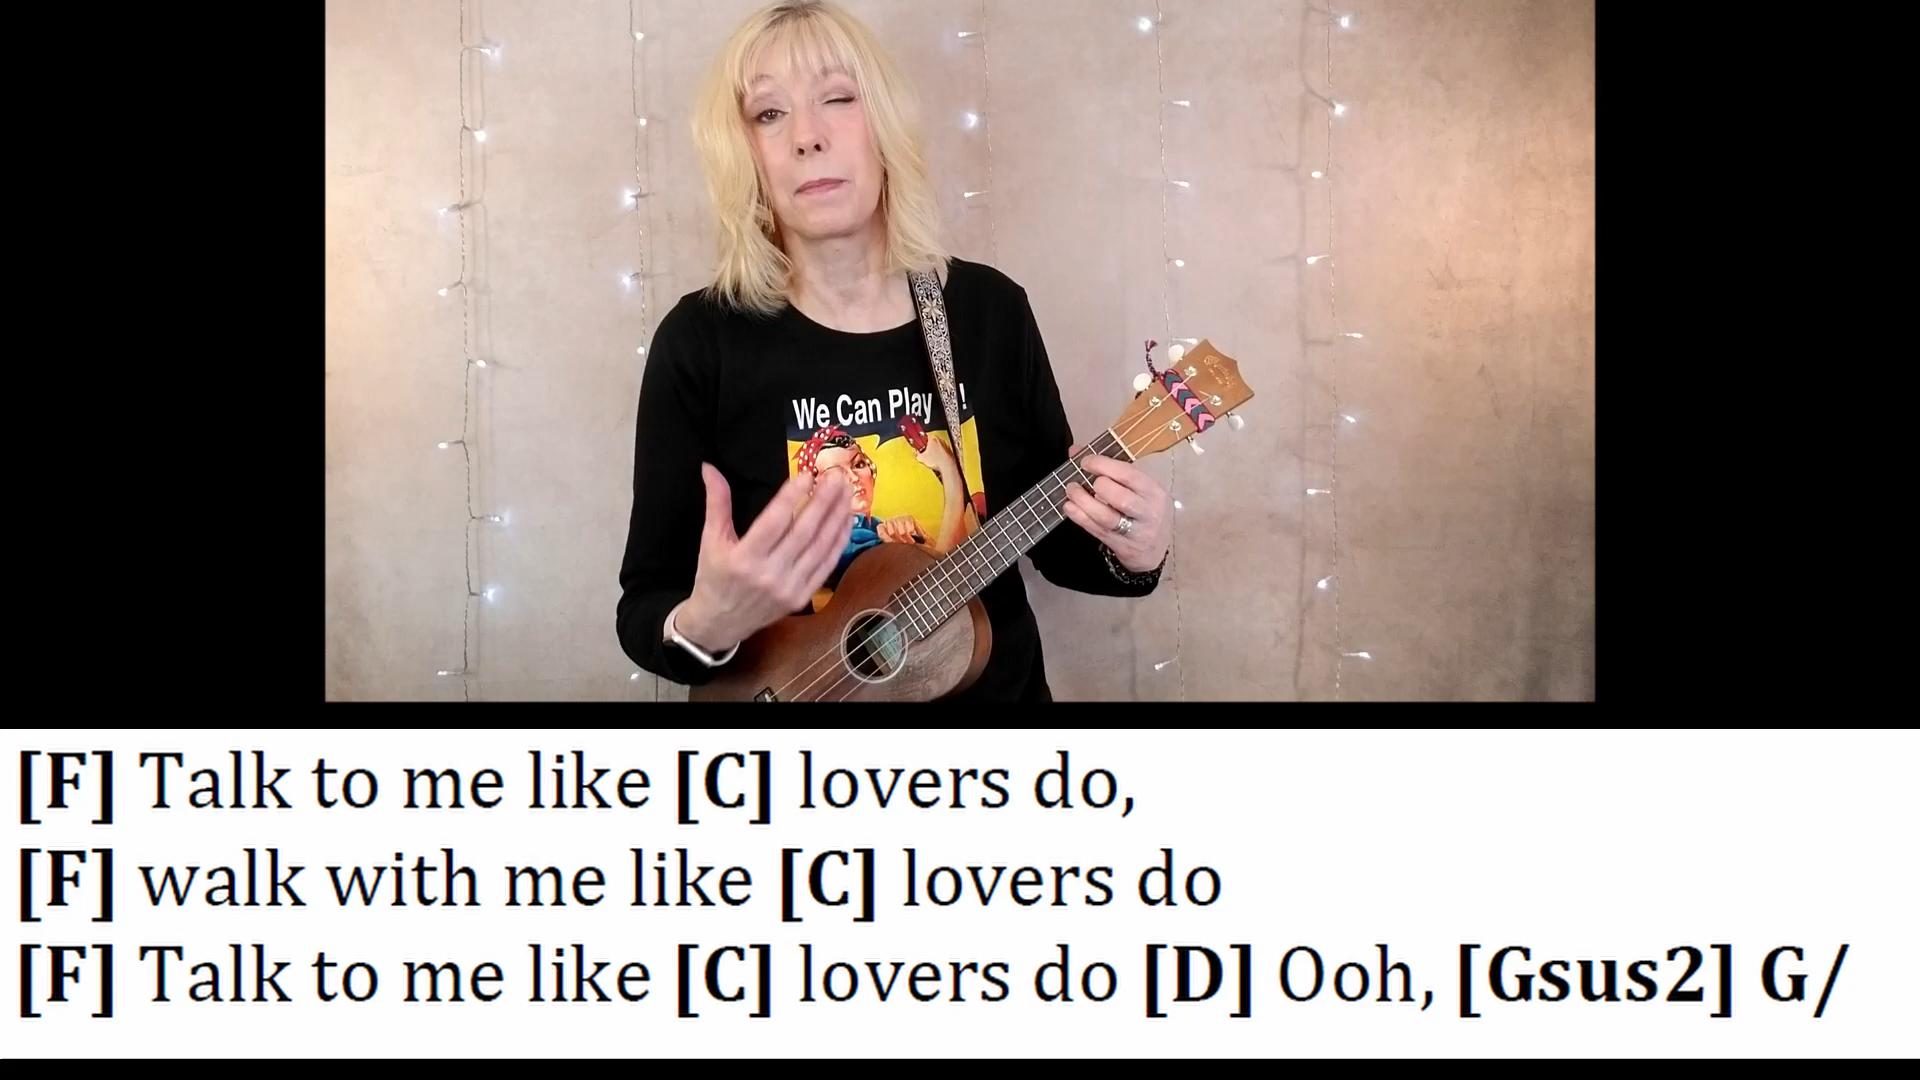 We Can Play !
[F] Talk to me like [C] lovers do,
[F] walk with me like [C] lovers do
[F] Talk to me like [C] lovers do [D] Ooh, [Gsus2] G/